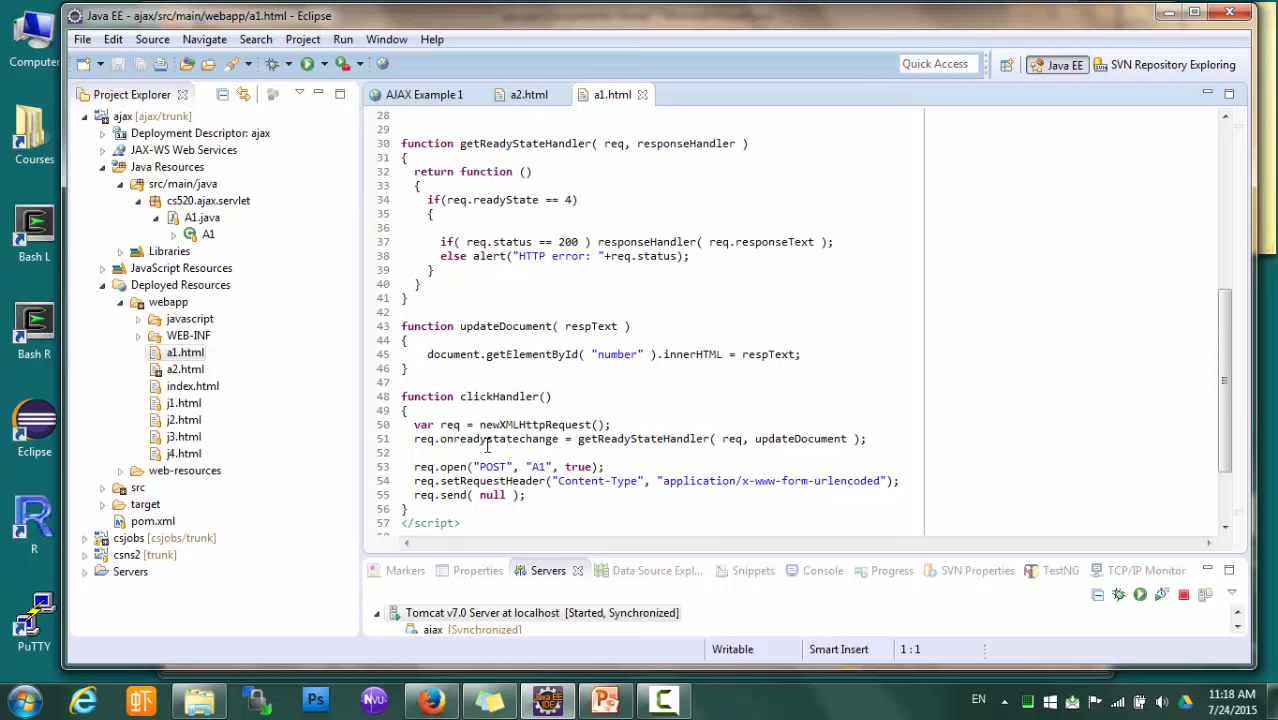 Java EE - ajax/src/main/webapp/a1.html - Eclipse
File Edit Source Navigate Search Project Run Window Help
Quick Access Java EE SVN Repository Exploring
Project Explorer
ajax [ajax/trunk]
Deployment Descriptor: ajax
JAX-WS Web Services
Java Resources
src/main/java
cs520.ajax.servlet
A1.java
A1
Libraries
JavaScript Resources
Deployed Resources
webapp
javascript
WEB-INF
a1.html
a2.html
index.html
j1.html
j2.html
j3.html
j4.html
web-resources
src
target
pom.xml
csjobs [csjobs/trunk]
csns2 [trunk]
Servers
AJAX Example 1 a2.html a1.html
28
29
30 function getReadyStateHandler( req, responseHandler )
31 {
32 return function ()
33 {
34 if(req.readyState == 4)
35 {
36
37 if( req.status == 200 ) responseHandler( req.responseText );
38 else alert("HTTP error: "+req.status);
39 }
40 }
41 }
42
43 function updateDocument( respText )
44 {
45 document.getElementById( "number" ).innerHTML = respText;
46 }
47
48 function clickHandler()
49 {
50 var req = newXMLHttpRequest();
51 req.onreadystatechange = getReadyStateHandler( req, updateDocument );
52
53 req.open("POST", "A1", true);
54 req.setRequestHeader("Content-Type", "application/x-www-form-urlencoded");
55 req.send( null );
56 }
57 </script>
Markers Properties Servers Data Source Expl... Snippets Console Progress SVN Properties TestNG TCP/IP Monitor
Tomcat v7.0 Server at localhost [Started, Synchronized]
ajax [Synchronized]
Writable Smart Insert 1 : 1
Computer
Courses
Bash L
Bash R
Eclipse
R
PuTTY
EN 11:18 AM
7/24/2015